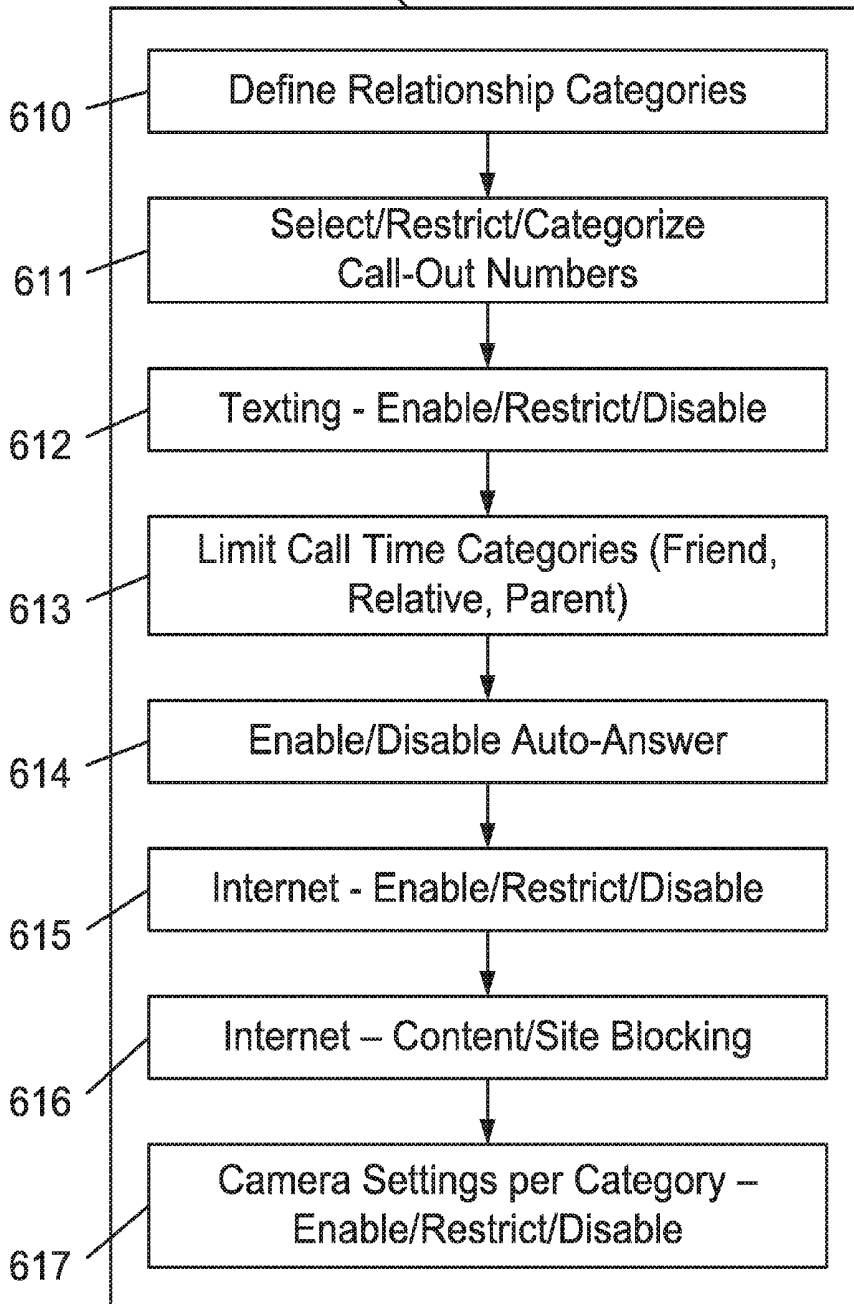 610
Define Relationship Categories
611
Select/Restrict/Categorize
Call-Out Numbers
612
Texting - Enable/Restrict/Disable
613
Limit Call Time Categories (Friend,
Relative, Parent)
614
Enable/Disable Auto-Answer
615
Internet - Enable/Restrict/Disable
616
Internet – Content/Site Blocking
617
Camera Settings per Category –
Enable/Restrict/Disable